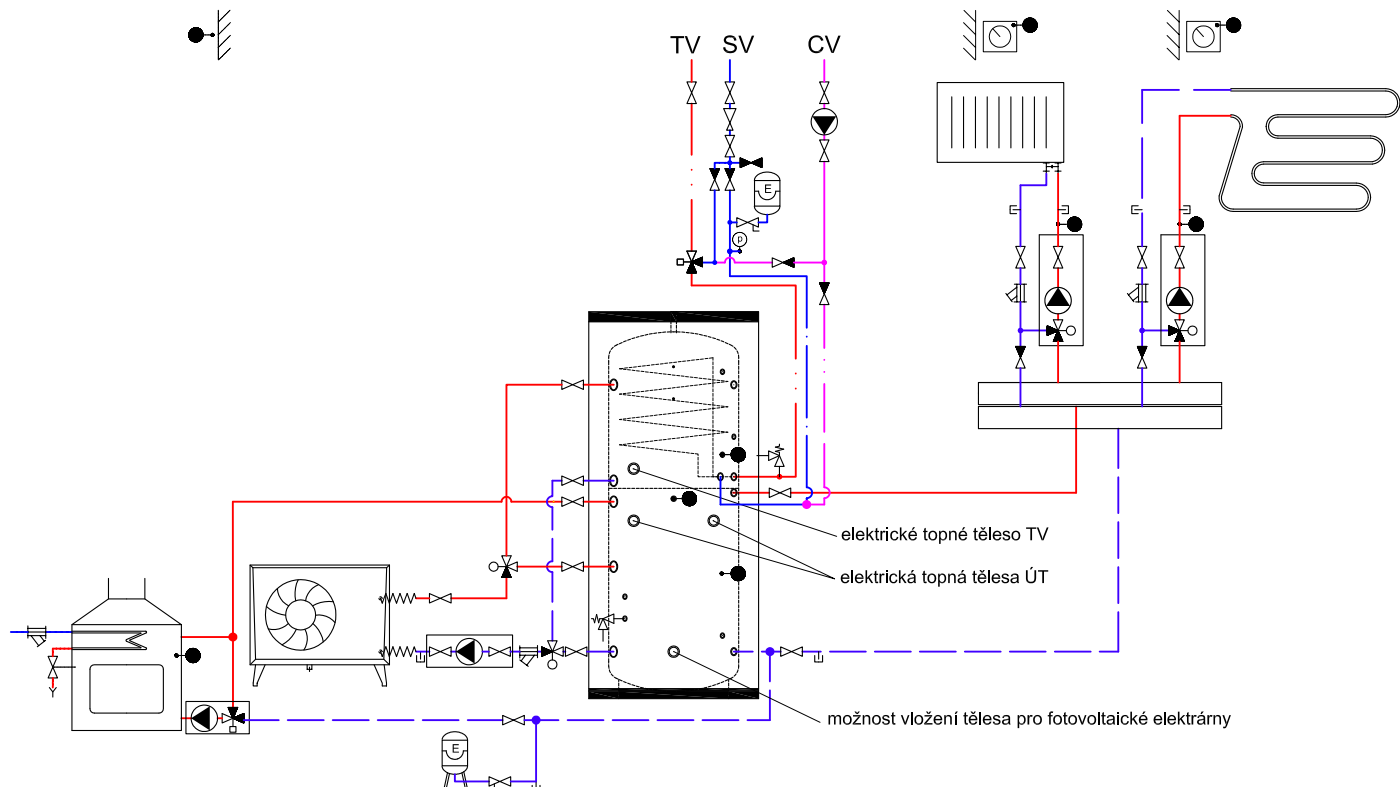 TV SV CV
E
p
elektrické topné těleso TV
elektrická topná tělesa ÚT
možnost vložení tělesa pro fotovoltaické elektrárny
E